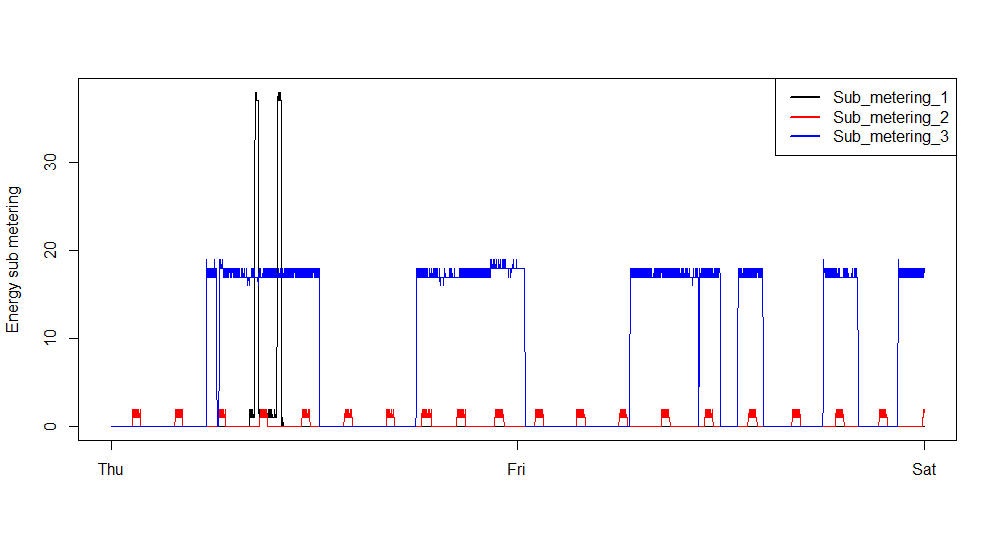 Sub_metering_1
Sub_metering_2
Sub_metering_3
Energy sub metering
30
20
10
0
Thu Fri Sat